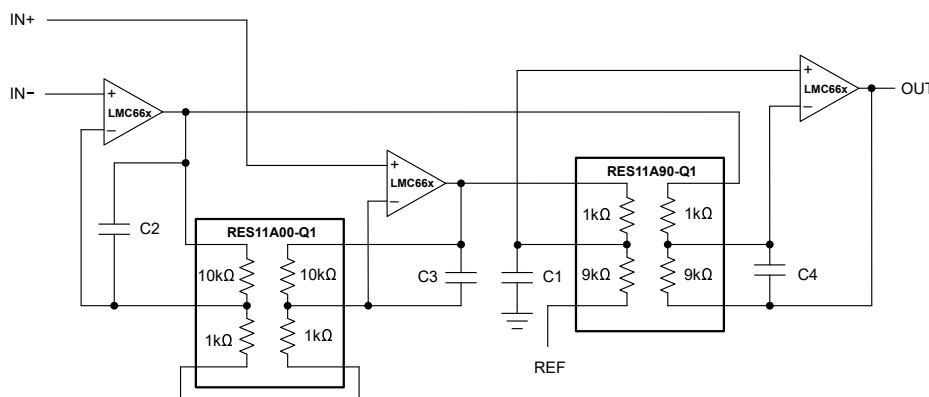 IN+
IN−
+
LMC66x
−
+
LMC66x
−
+
LMC66x
−
OUT
C2
RES11A00-Q1
10kΩ
10kΩ
1kΩ
1kΩ
C3
RES11A90-Q1
1kΩ
1kΩ
9kΩ
9kΩ
C1
C4
REF